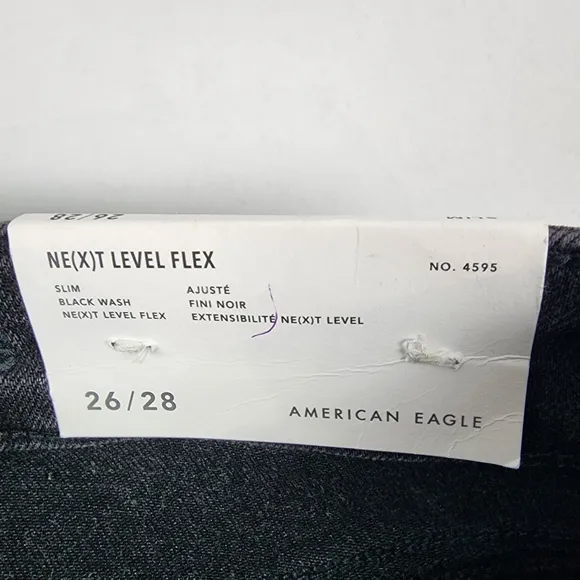 26/28 SLIM
NE(X)T LEVEL FLEX NO. 4595
SLIM AJUSTÉ
BLACK WASH FINI NOIR
NE(X)T LEVEL FLEX EXTENSIBILITÉ NE(X)T LEVEL
26/28 AMERICAN EAGLE